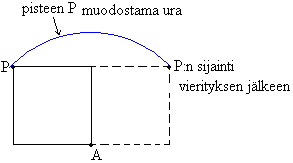 pisteen P muodostama ura
P
P:n sijainti
vierityksen jälkeen
A